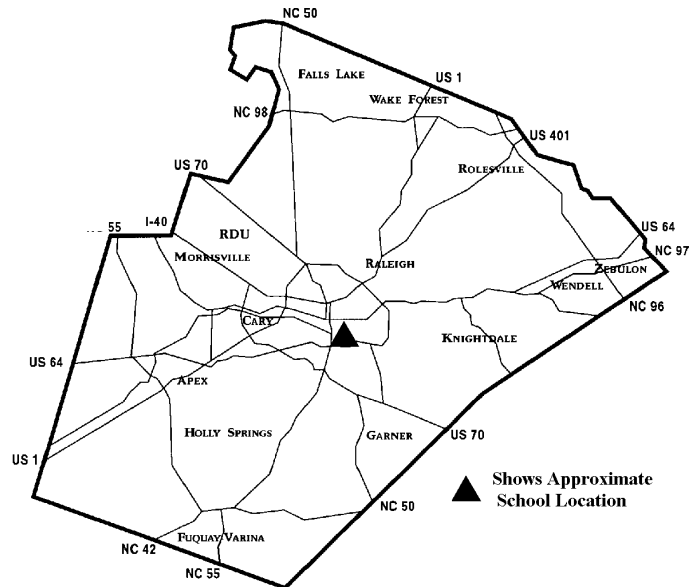 NC 50
FALLS LAKE
US 1
WAKE FOREST
NC 98
US 401
ROLESVILLE
US 70
55
I-40
RDU
MORRISVILLE
RALEIGH
US 64
NC 97
ZEBULON
WENDELL
NC 96
CARY
KNIGHTDALE
US 64
APEX
HOLLY SPRINGS
GARNER
US 70
US 1
Shows Approximate
School Location
NC 50
FUQUAY VARINA
NC 42
NC 55